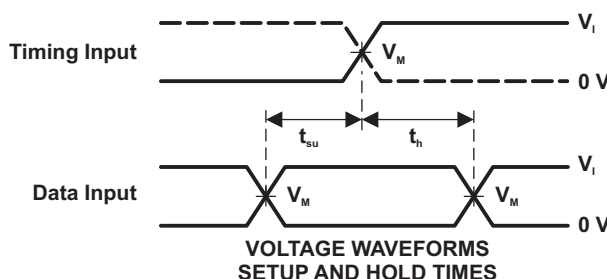 V_I
Timing Input
V_M
0 V
t_su
t_h
V_I
Data Input
V_M
V_M
0 V
VOLTAGE WAVEFORMS
SETUP AND HOLD TIMES